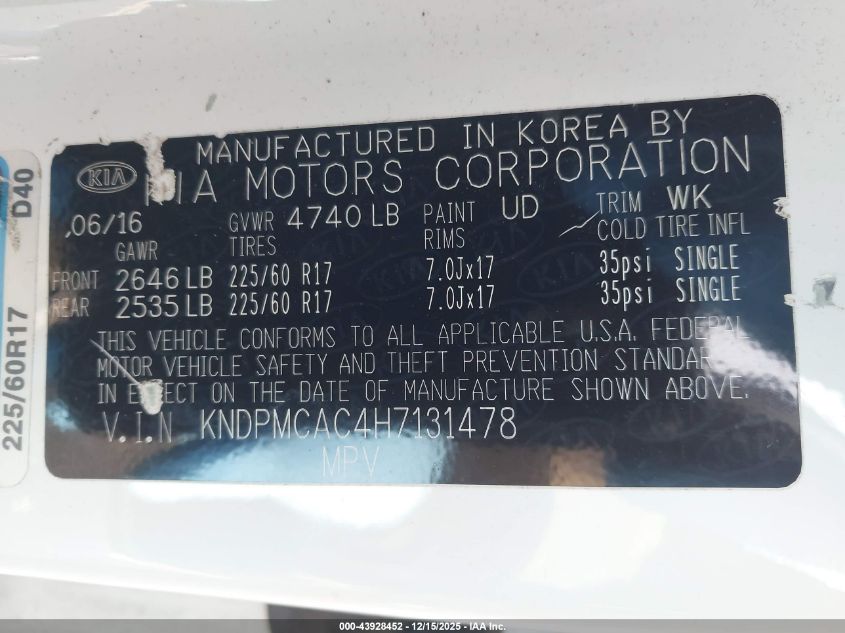 MANUFACTURED IN KOREA BY
KIA
KIA MOTORS CORPORATION
06/16 GVWR 4740 LB PAINT UD TRIM WK
GAWR TIRES RIMS COLD TIRE INFL
FRONT 2646 LB 225/60 R17 7.0Jx17 35psi SINGLE
REAR 2535 LB 225/60 R17 7.0Jx17 35psi SINGLE
THIS VEHICLE CONFORMS TO ALL APPLICABLE U.S.A. FEDERAL
MOTOR VEHICLE SAFETY AND THEFT PREVENTION STANDARDS
IN EFFECT ON THE DATE OF MANUFACTURE SHOWN ABOVE.
V.I.N KNDPMCAC4H7131478
MPV
225/60R17 D40
000-43928452 - 12/15/2025 - IAA Inc.